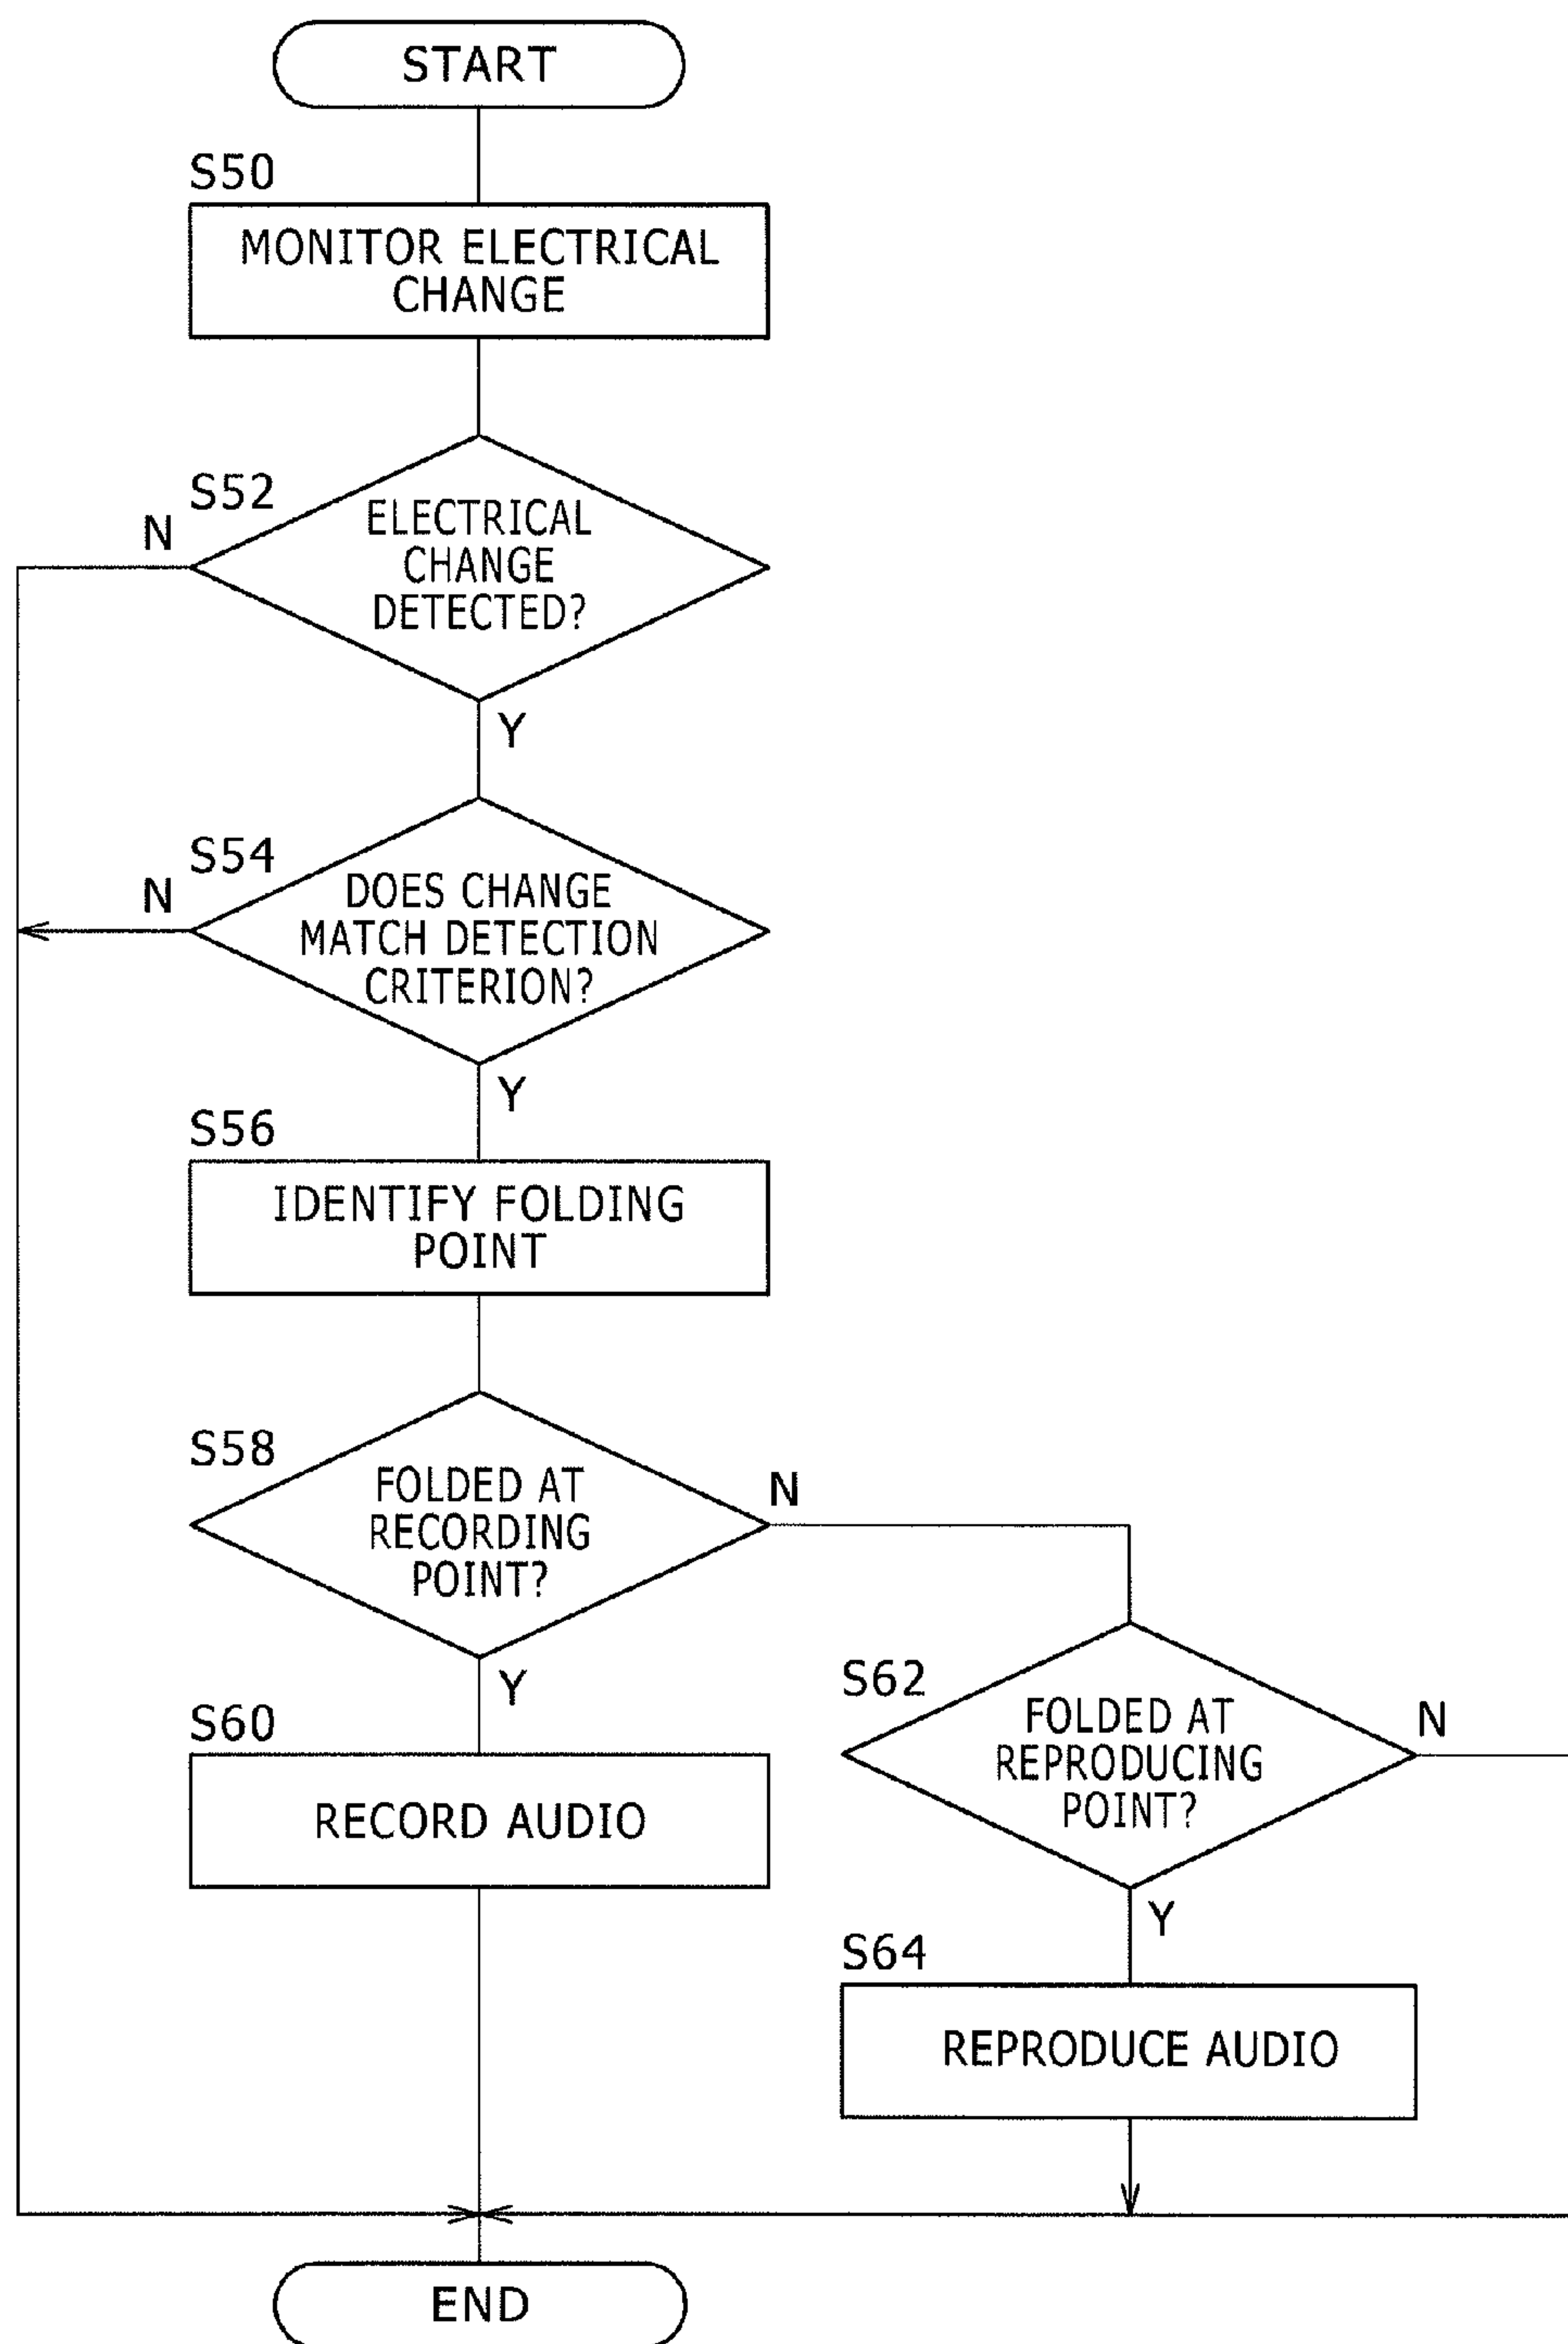 START
S50
MONITOR ELECTRICAL
CHANGE
S52
N
ELECTRICAL
CHANGE
DETECTED?
Y
S54
N
DOES CHANGE
MATCH DETECTION
CRITERION?
Y
S56
IDENTIFY FOLDING
POINT
S58
FOLDED AT
RECORDING
POINT?
N
Y
S60
RECORD AUDIO
S62
FOLDED AT
REPRODUCING
POINT?
N
Y
S64
REPRODUCE AUDIO
END